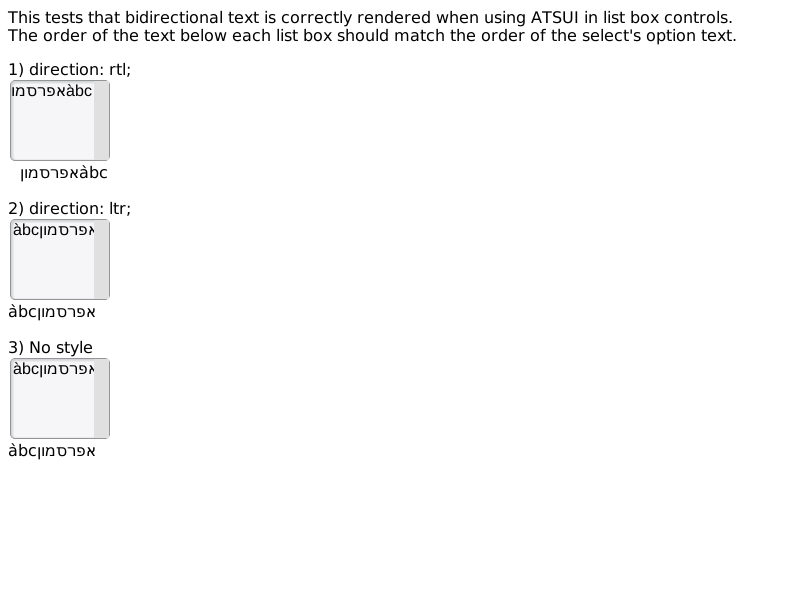 This tests that bidirectional text is correctly rendered when using ATSUI in list box controls.
The order of the text below each list box should match the order of the select's option text.
1) direction: rtl;
àbcאפרסמו
àbcאפרסמון
2) direction: ltr;
àbcאפרסמון
àbcאפרסמון
3) No style
àbcאפרסמון
àbcאפרסמון